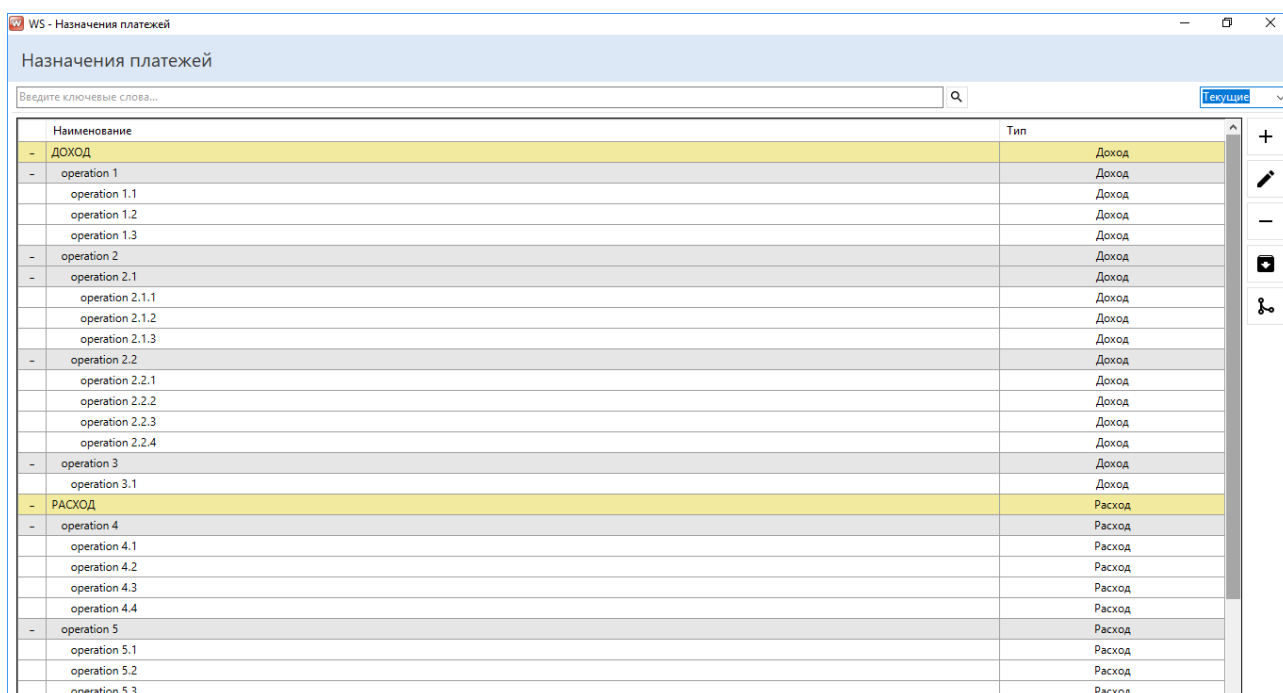 WS - Назначения платежей
Назначения платежей
Введите ключевые слова...
Текущие
Наименование Тип
- ДОХОД Доход
- operation 1 Доход
operation 1.1 Доход
operation 1.2 Доход
operation 1.3 Доход
- operation 2 Доход
- operation 2.1 Доход
operation 2.1.1 Доход
operation 2.1.2 Доход
operation 2.1.3 Доход
- operation 2.2 Доход
operation 2.2.1 Доход
operation 2.2.2 Доход
operation 2.2.3 Доход
operation 2.2.4 Доход
- operation 3 Доход
operation 3.1 Доход
- РАСХОД Расход
- operation 4 Расход
operation 4.1 Расход
operation 4.2 Расход
operation 4.3 Расход
operation 4.4 Расход
- operation 5 Расход
operation 5.1 Расход
operation 5.2 Расход
operation 5.3 Расход